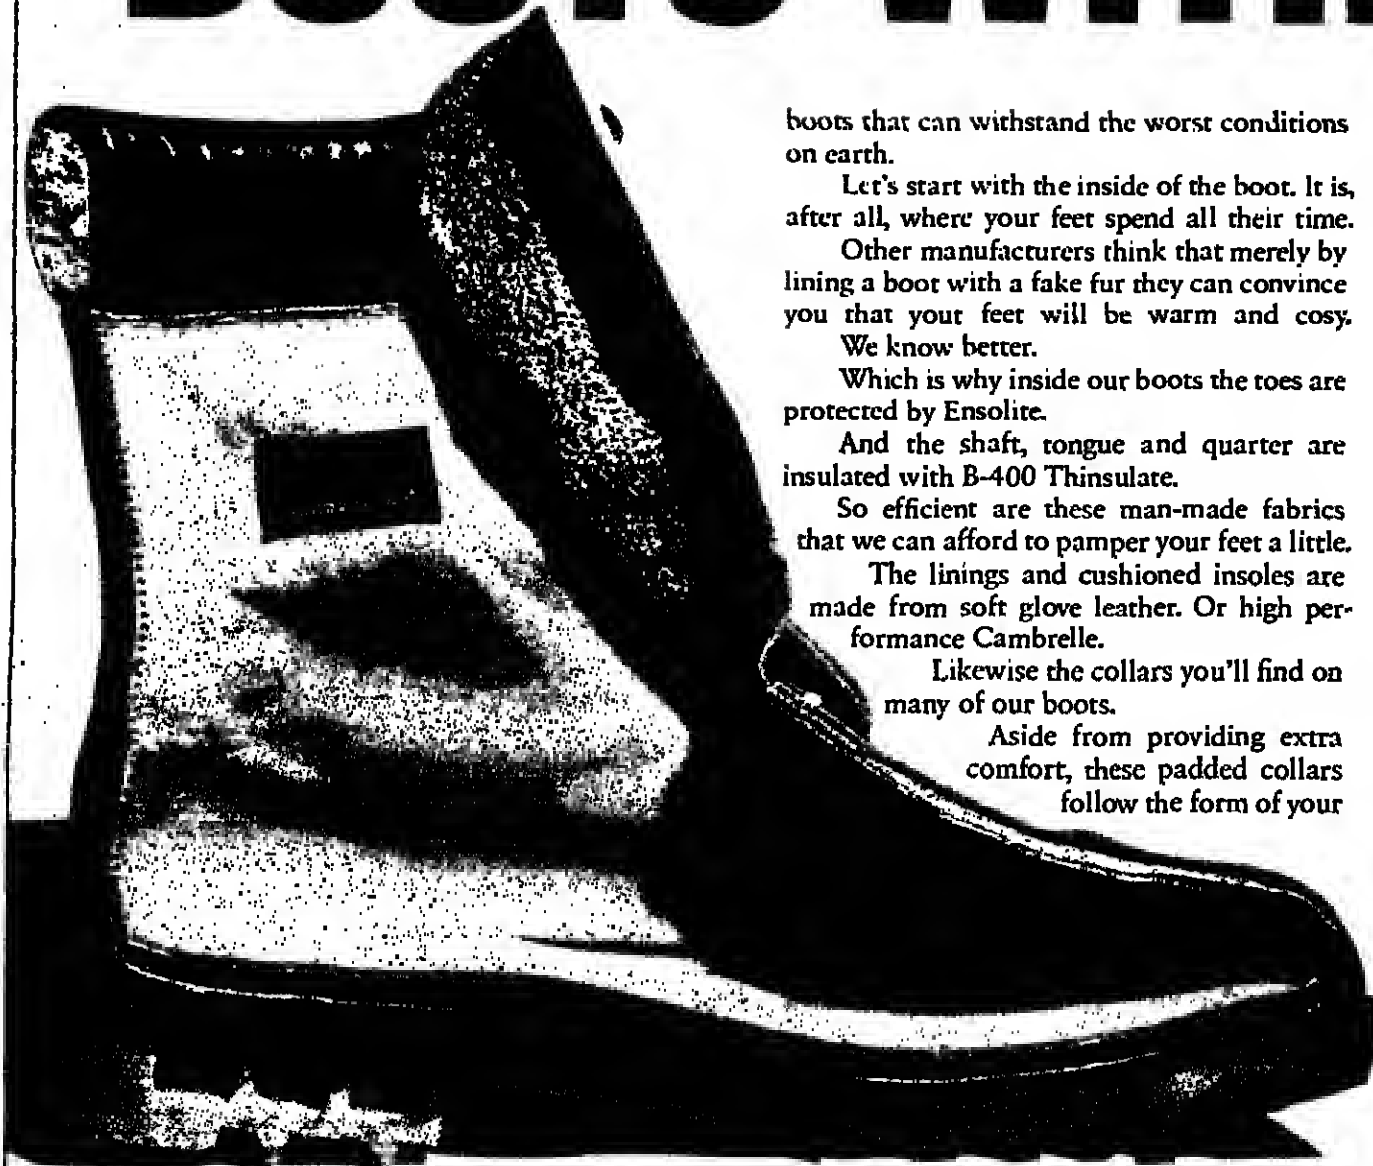 boots that can withstand the worst conditions
on earth.
Let's start with the inside of the boot. It is,
after all, where your feet spend all their time.
Other manufacturers think that merely by
lining a boot with a fake fur they can convince
you that your feet will be warm and cosy.
We know better.
Which is why inside our boots the toes are
protected by Ensolite.
And the shaft, tongue and quarter are
insulated with B-400 Thinsulate.
So efficient are these man-made fabrics
that we can afford to pamper your feet a little.
The linings and cushioned insoles are
made from soft glove leather. Or high per-
formance Cambrelle.
Likewise the collars you'll find on
many of our boots.
Aside from providing extra
comfort, these padded collars
follow the form of your